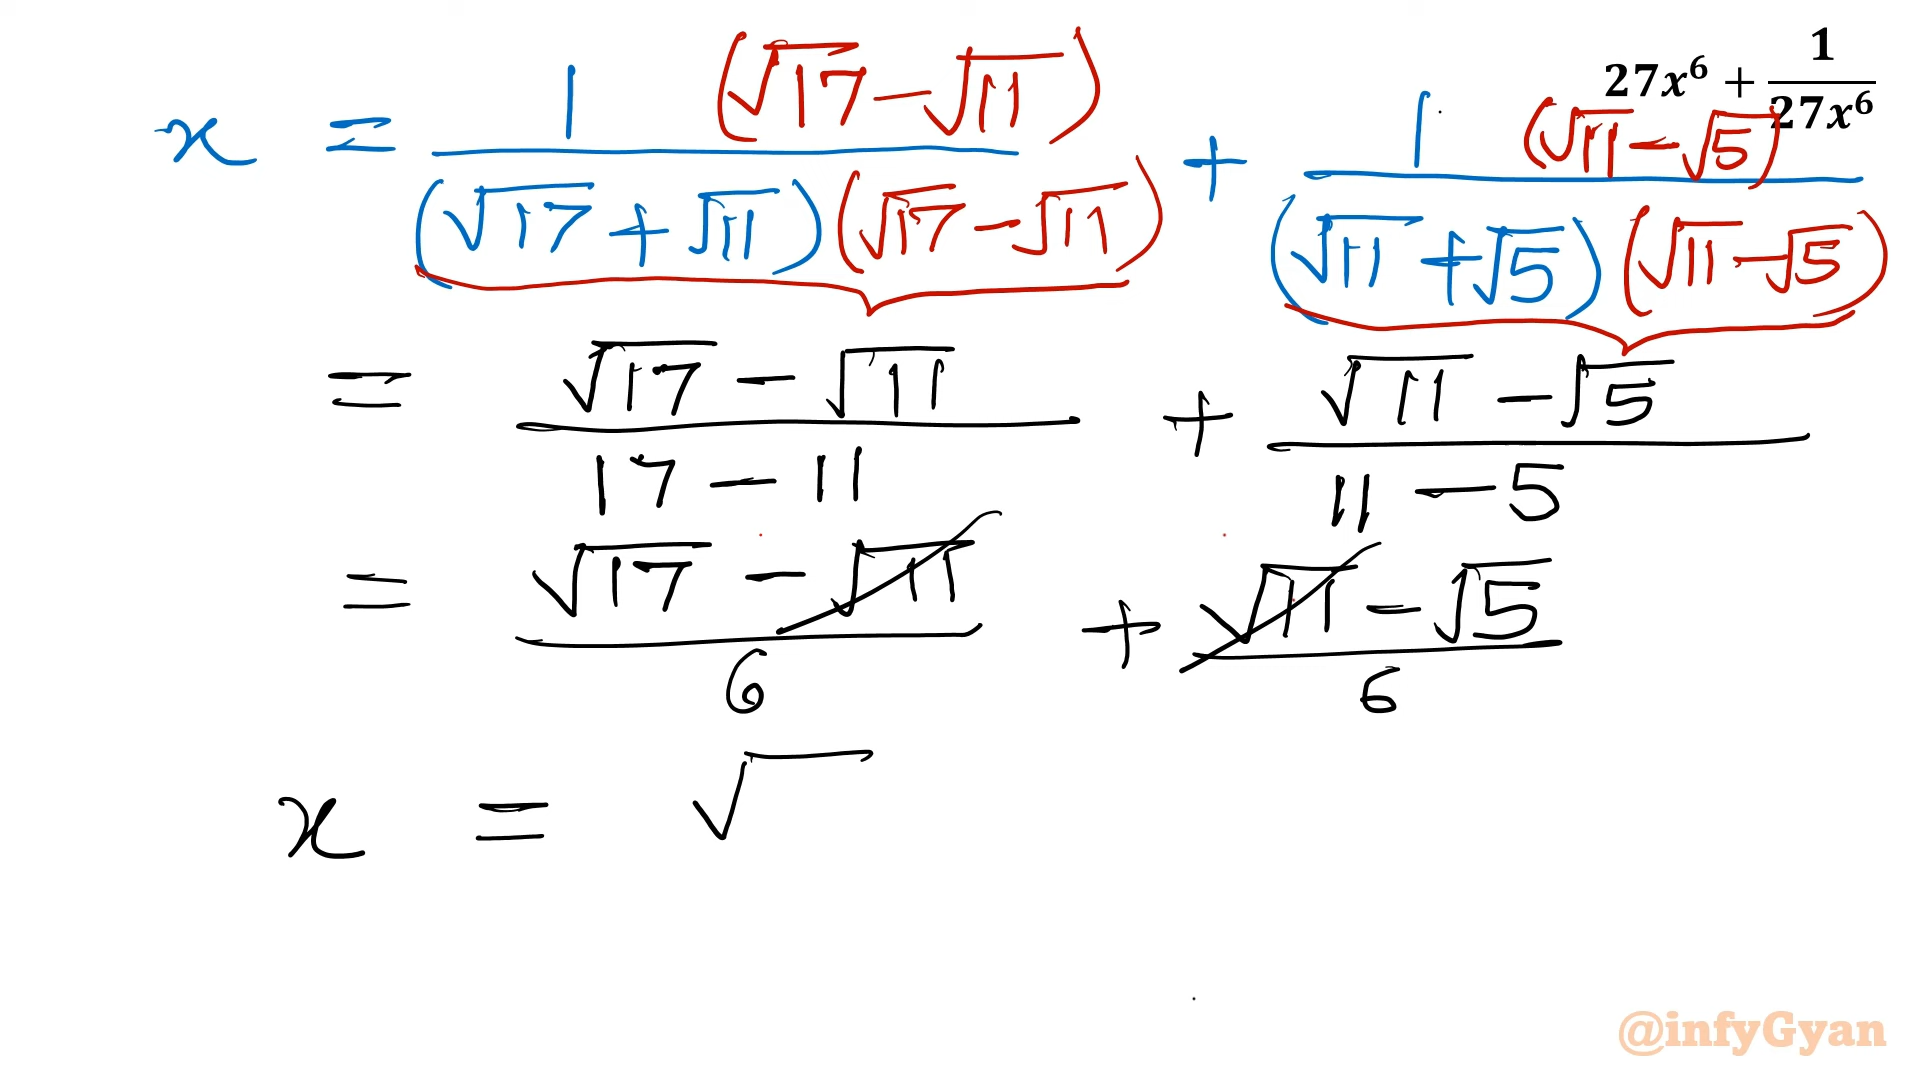 27x⁶ + 1/(27x⁶)
x = 1 (√17 − √11) / (√17 + √11)(√17 − √11) + 1 (√11 − √5) / (√11 + √5)(√11 − √5)
= (√17 − √11) / (17 − 11) + (√11 − √5) / (11 − 5)
= (√17 − √11) / 6 + (√11 − √5) / 6
x = √
@infyGyan